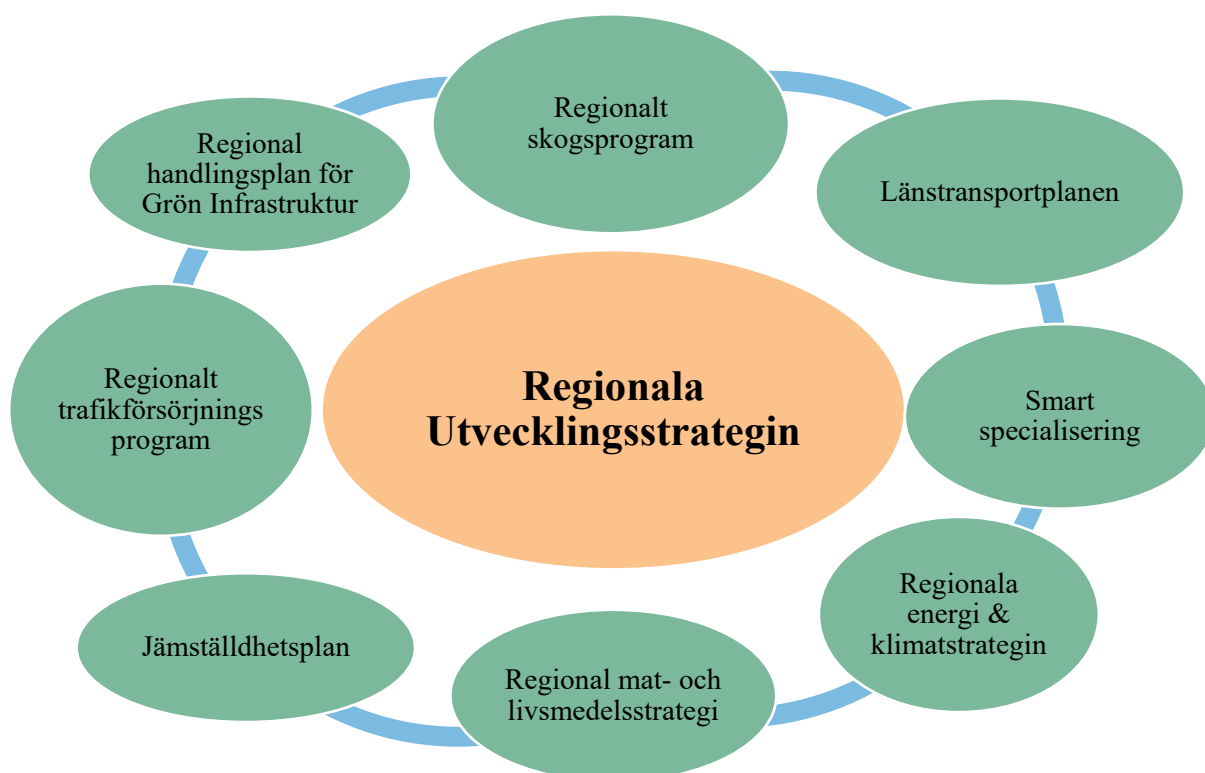 Regionalt
skogsprogram
Regional
handlingsplan för
Grön Infrastruktur
Länstransportplanen
Regionalt
trafikförsörjnings
program
Regionala
Utvecklingsstrategin
Smart
specialisering
Regionala
energi &
klimatstrategin
Jämställdhetsplan
Regional mat- och
livsmedelsstrategi